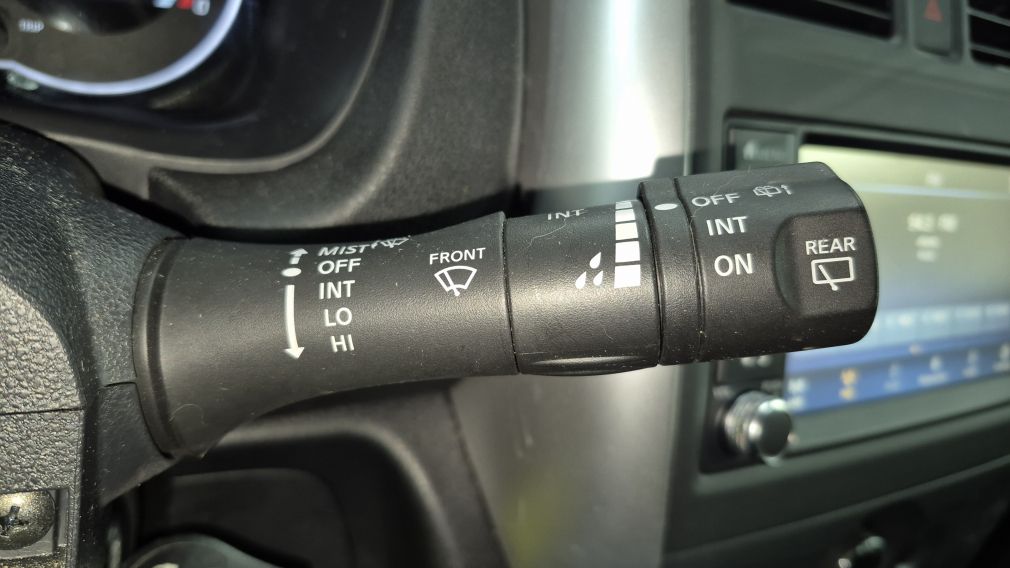 MIST
OFF
INT
LO
HI
FRONT
INT
OFF
INT
ON
REAR